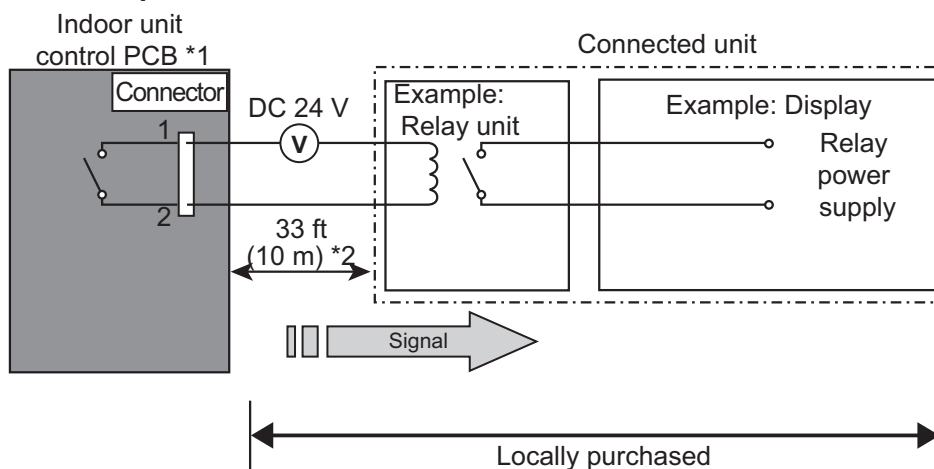 Indoor unit
control PCB *1
Connector
1
2
DC 24 V
V
33 ft
(10 m) *2
Connected unit
Example:
Relay unit
Example: Display
Relay
power
supply
Signal
Locally purchased